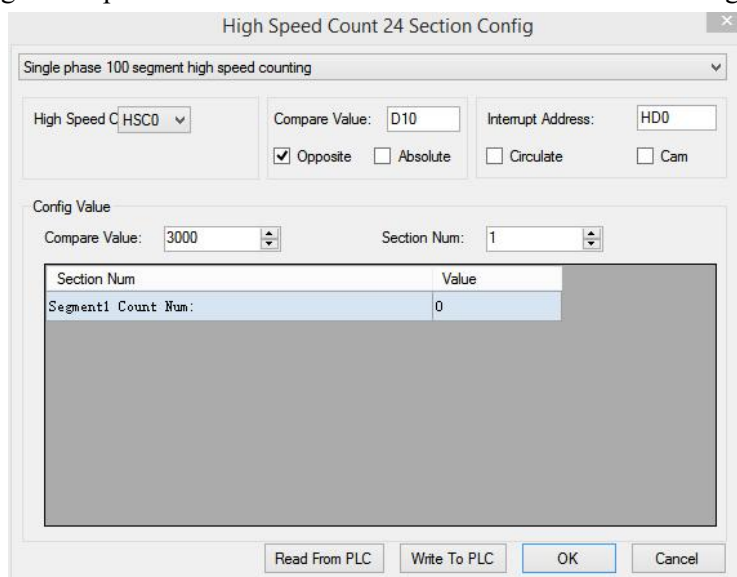 High Speed Count 24 Section Config
Single phase 100 segment high speed counting
High Speed C HSC0
Compare Value: D10
Interrupt Address: HD0
Opposite Absolute
Circulate Cam
Config Value
Compare Value: 3000
Section Num: 1
Section Num Value
Segment1 Count Num: 0
Read From PLC Write To PLC OK Cancel